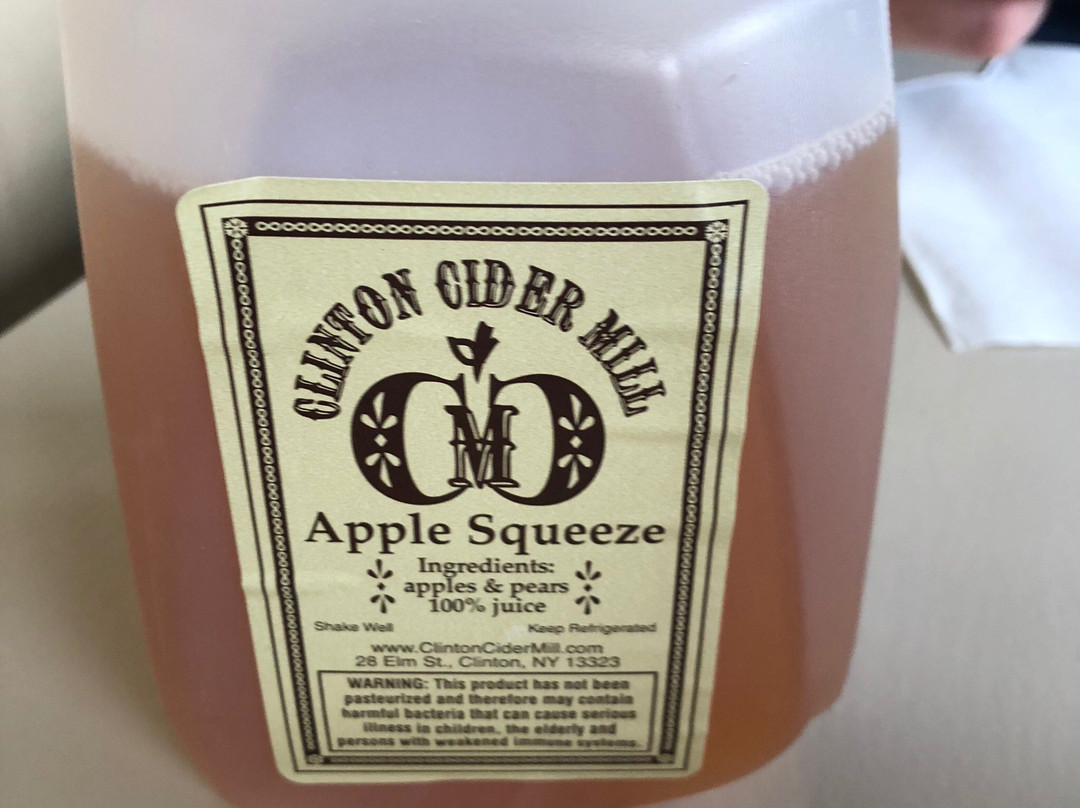 CLINTON CIDER MILL
CMC
Apple Squeeze
Ingredients:
apples & pears
100% juice
Shake Well Keep Refrigerated
www.ClintonCiderMill.com
28 Elm St., Clinton, NY 13323
WARNING: This product has not been
pasteurized and therefore may contain
harmful bacteria that can cause serious
illness in children, the elderly and
persons with weakened immune systems.